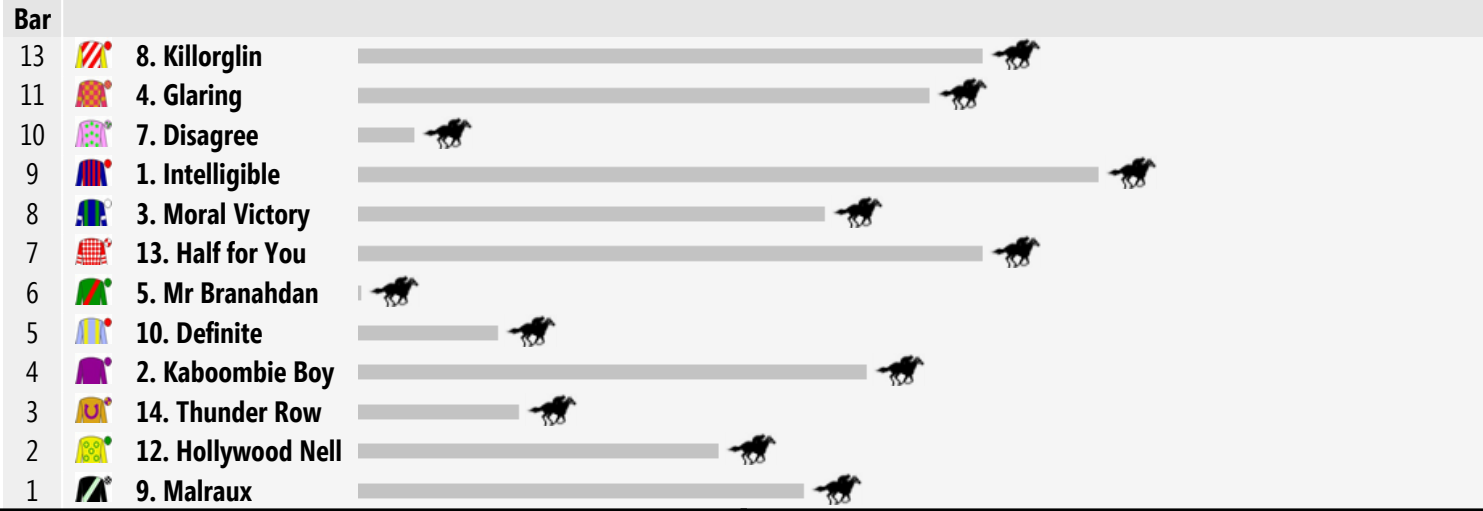 Bar
13 8. Killorglin
11 4. Glaring
10 7. Disagree
9 1. Intelligible
8 3. Moral Victory
7 13. Half for You
6 5. Mr Branahdan
5 10. Definite
4 2. Kaboombie Boy
3 14. Thunder Row
2 12. Hollywood Nell
1 9. Malraux